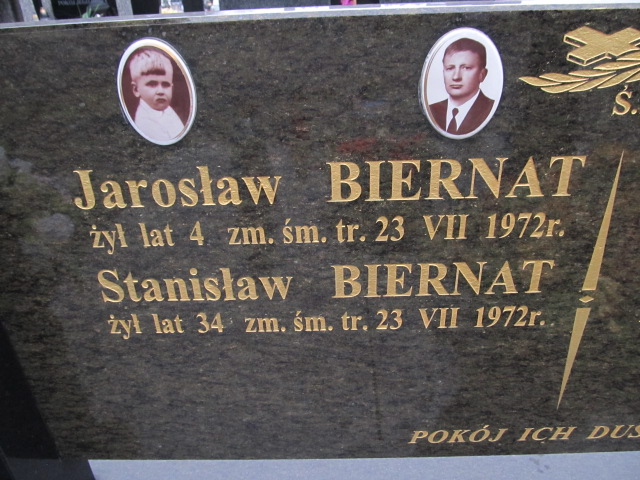 Ś.
Jarosław BIERNAT
żył lat 4 zm. śm. tr. 23 VII 1972r.
Stanisław BIERNAT
żył lat 34 zm. śm. tr. 23 VII 1972r.
POKÓJ ICH DUS